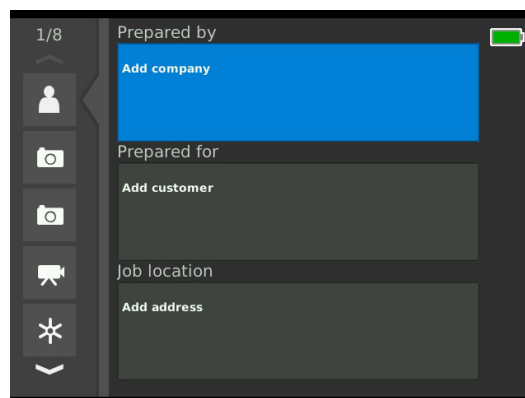 1/8
Prepared by
Add company
Prepared for
Add customer
Job location
Add address